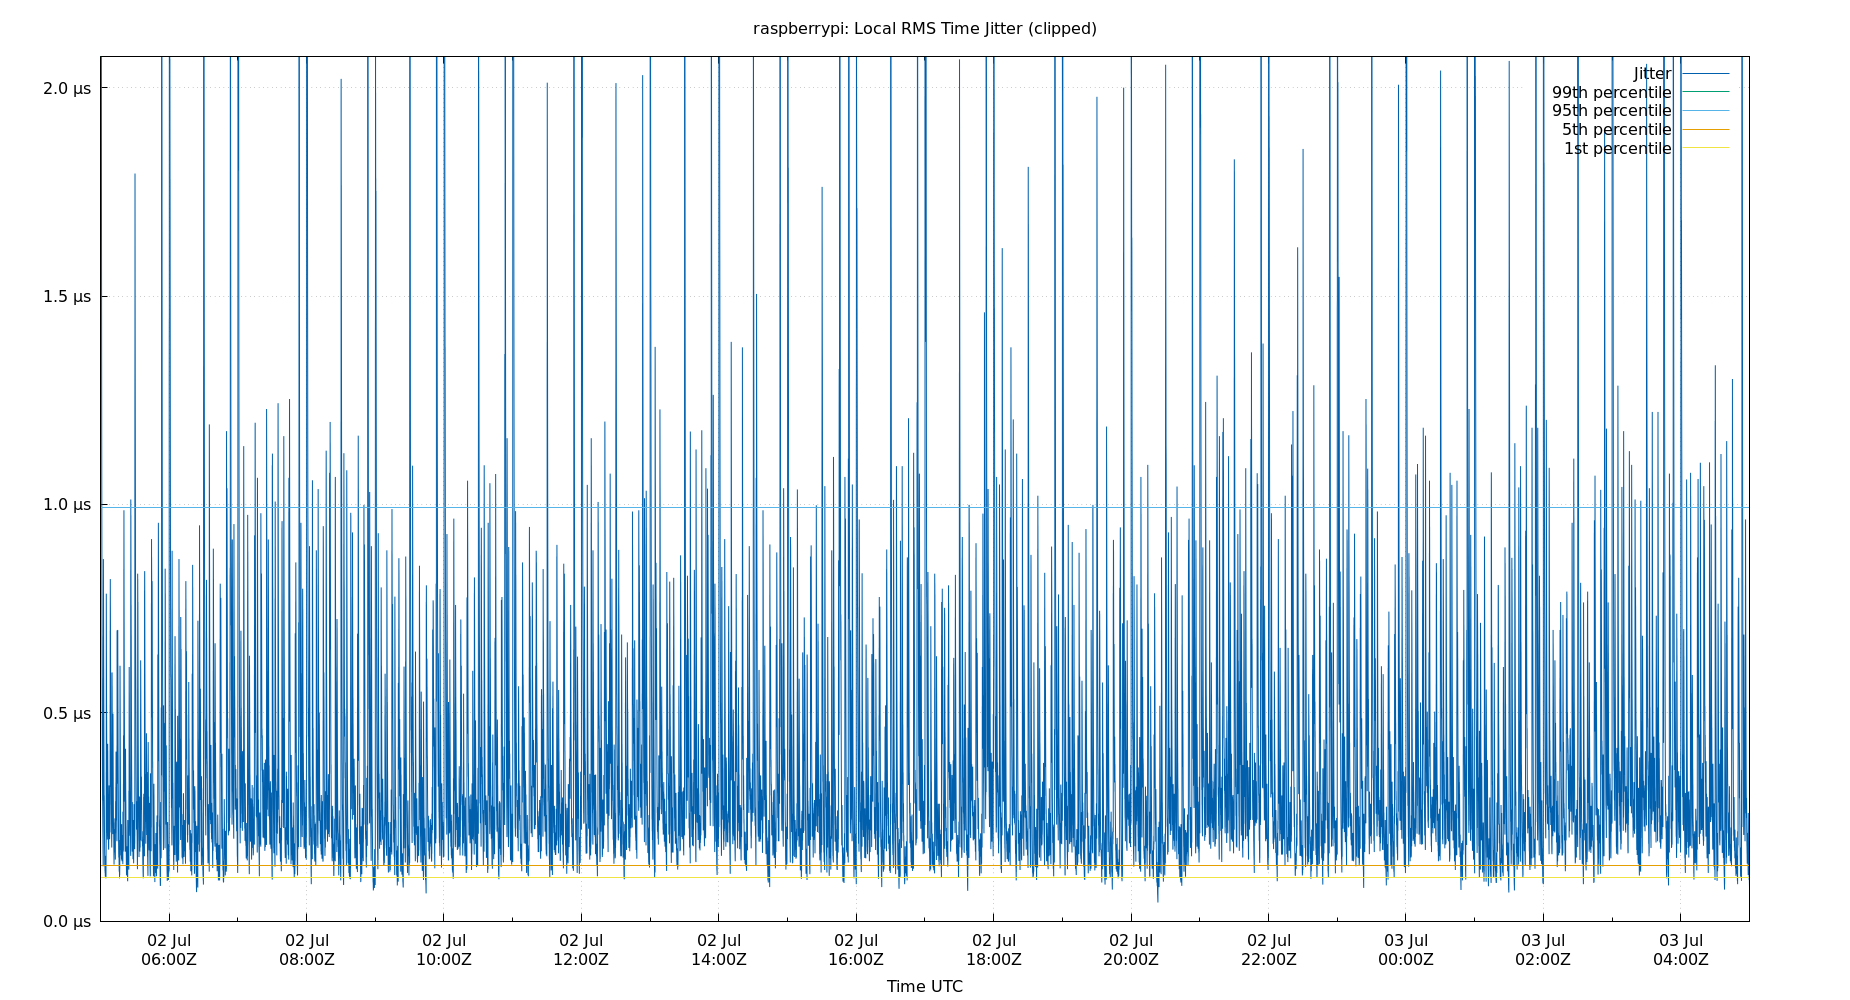 raspberrypi: Local RMS Time Jitter (clipped)
2.0 µs
1.5 µs
1.0 µs
0.5 µs
0.0 µs
Jitter
99th percentile
95th percentile
5th percentile
1st percentile
02 Jul 02 Jul 02 Jul 02 Jul 02 Jul 02 Jul 02 Jul 02 Jul 02 Jul 03 Jul 03 Jul 03 Jul
06:00Z 08:00Z 10:00Z 12:00Z 14:00Z 16:00Z 18:00Z 20:00Z 22:00Z 00:00Z 02:00Z 04:00Z
Time UTC